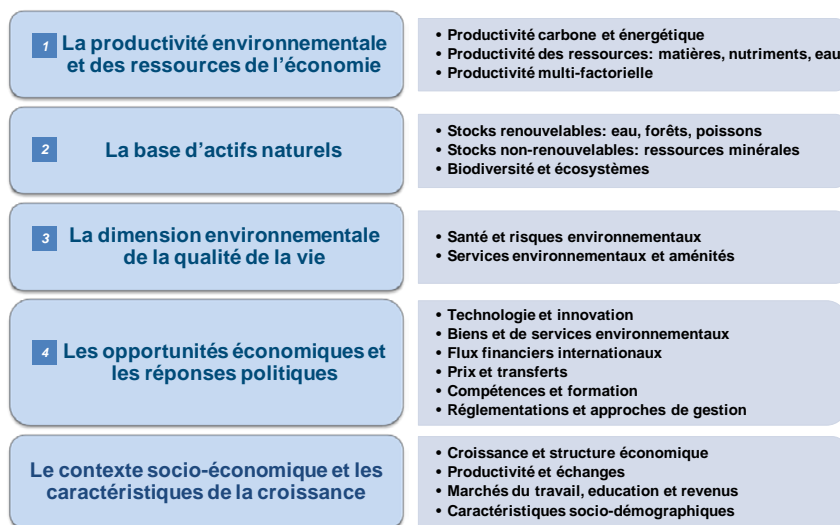 1 La productivité environnementale
et des ressources de l'économie
• Productivité carbone et énergétique
• Productivité des ressources: matières, nutriments, eau
• Productivité multi-factorielle
2 La base d'actifs naturels
• Stocks renouvelables: eau, forêts, poissons
• Stocks non-renouvelables: ressources minérales
• Biodiversité et écosystèmes
3 La dimension environnementale
de la qualité de la vie
• Santé et risques environnementaux
• Services environnementaux et aménités
4 Les opportunités économiques et
les réponses politiques
• Technologie et innovation
• Biens et de services environnementaux
• Flux financiers internationaux
• Prix et transferts
• Compétences et formation
• Réglementations et approches de gestion
Le contexte socio-économique et les
caractéristiques de la croissance
• Croissance et structure économique
• Productivité et échanges
• Marchés du travail, education et revenus
• Caractéristiques socio-démographiques